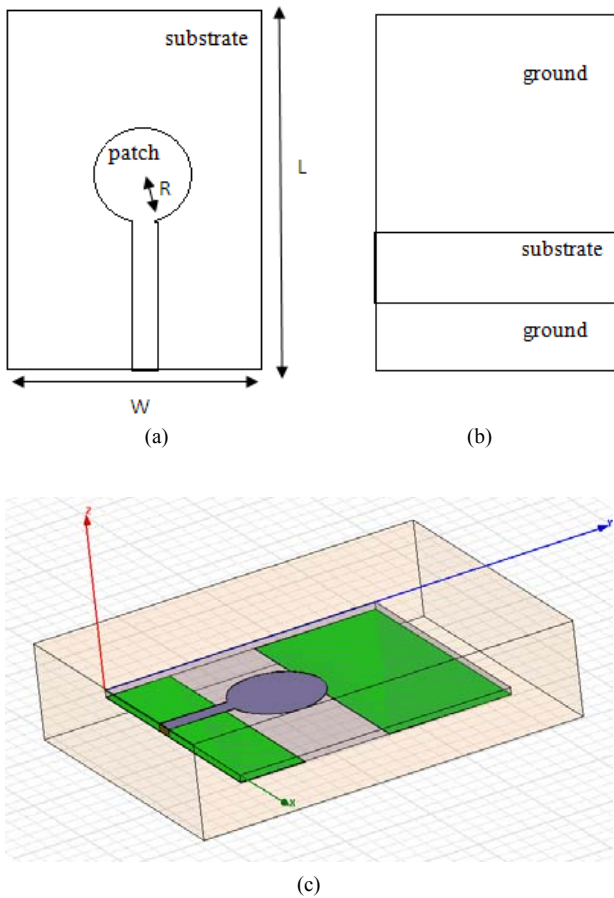 substrate
patch
R
L
W
(a)
ground
substrate
ground
(b)
Z
Y
X
(c)